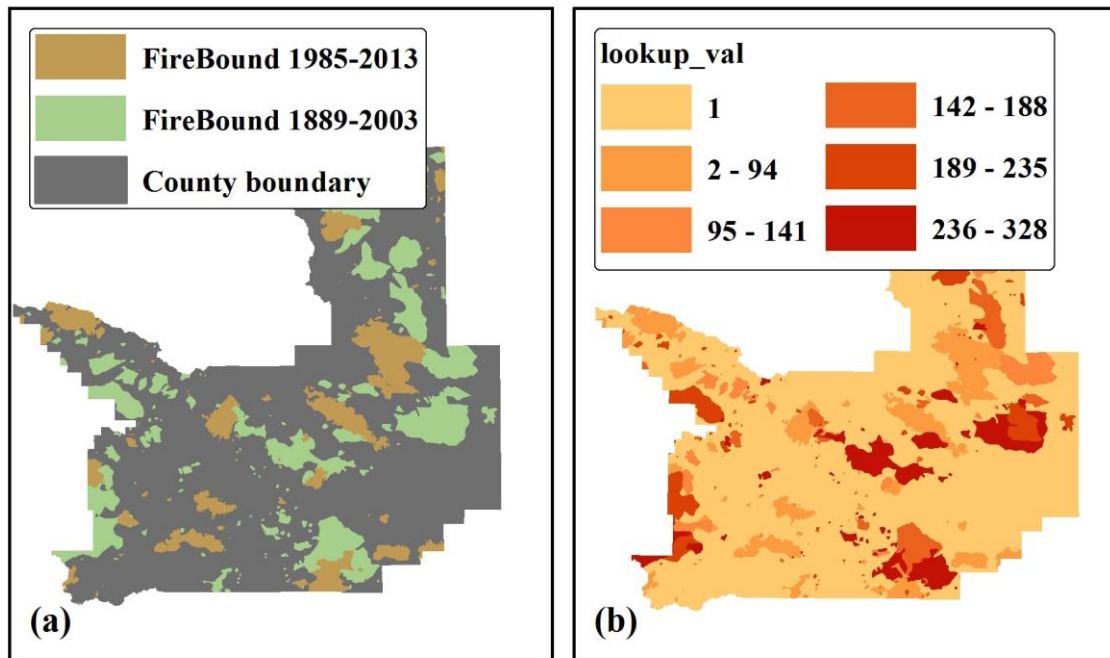 FireBound 1985-2013
FireBound 1889-2003
County boundary
(a)
lookup_val
1
2 - 94
95 - 141
142 - 188
189 - 235
236 - 328
(b)